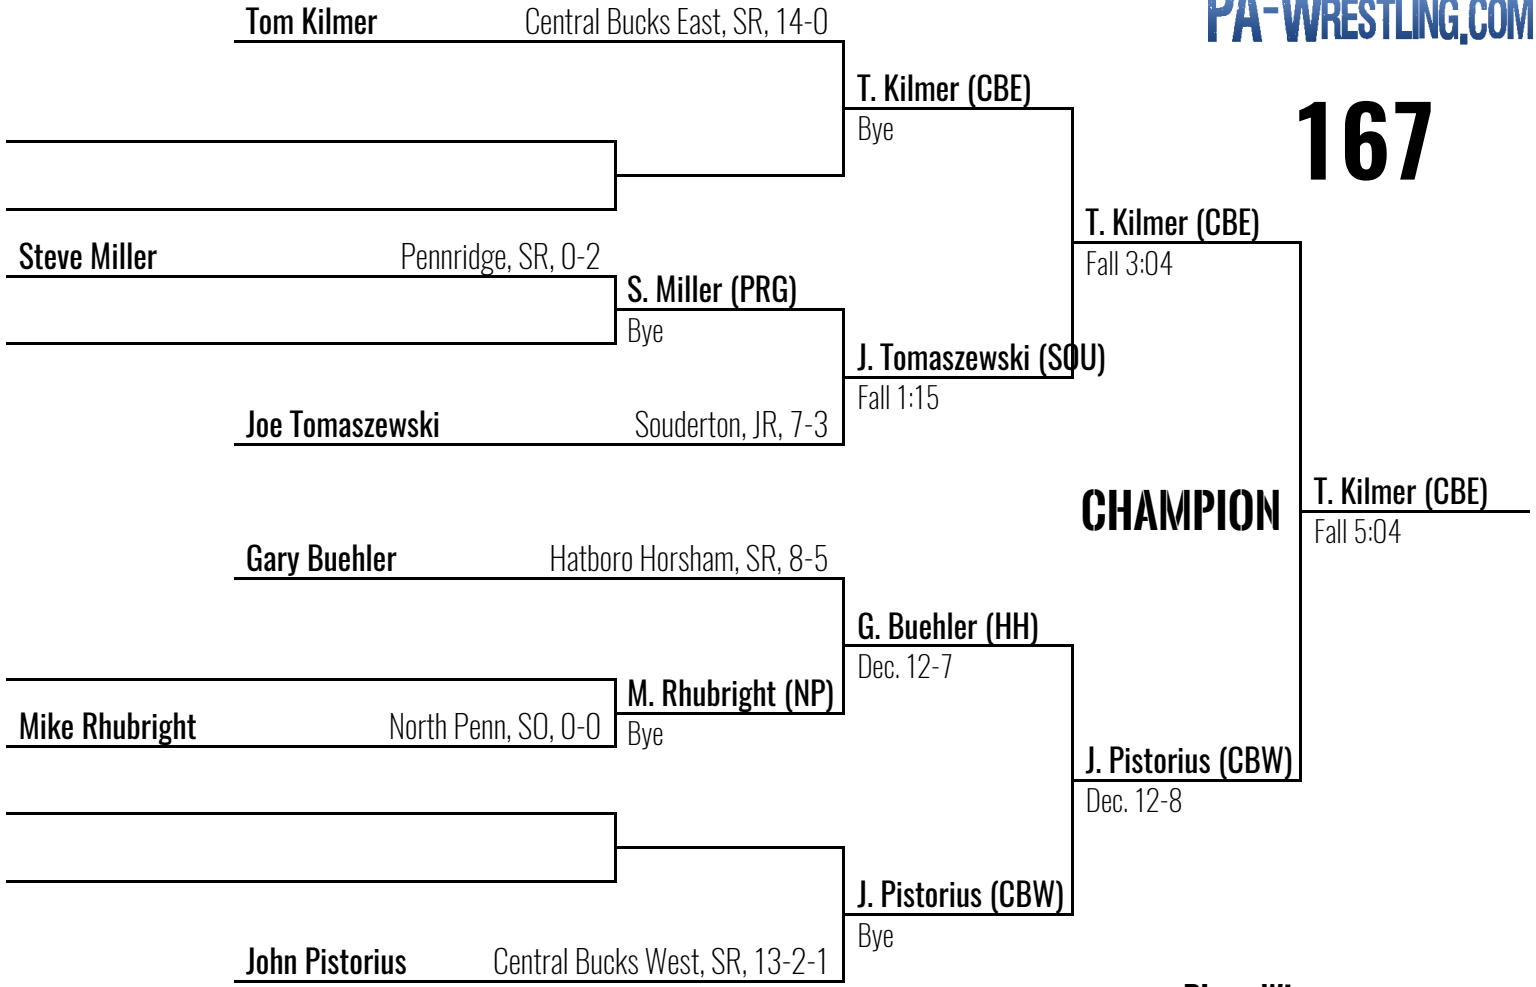 Tom Kilmer Central Bucks East, SR, 14-0
PA-WRESTLING.COM
T. Kilmer (CBE)
Bye
167
T. Kilmer (CBE)
Fall 3:04
Steve Miller Pennridge, SR, 0-2
S. Miller (PRG)
Bye
J. Tomaszewski (SOU)
Fall 1:15
Joe Tomaszewski Souderton, JR, 7-3
CHAMPION
T. Kilmer (CBE)
Fall 5:04
Gary Buehler Hatboro Horsham, SR, 8-5
G. Buehler (HH)
Dec. 12-7
M. Rhubright (NP)
Mike Rhubright North Penn, SO, 0-0
Bye
J. Pistorius (CBW)
Dec. 12-8
J. Pistorius (CBW)
Bye
John Pistorius Central Bucks West, SR, 13-2-1